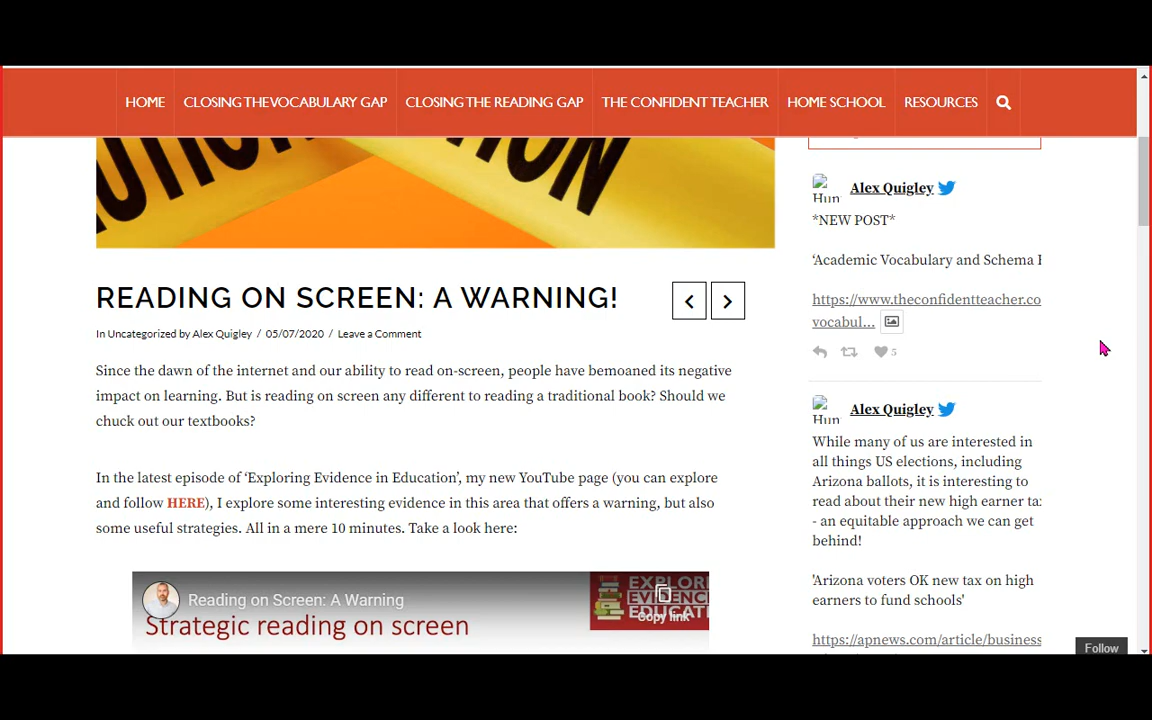 HOME CLOSING THE VOCABULARY GAP CLOSING THE READING GAP THE CONFIDENT TEACHER HOME SCHOOL RESOURCES
CAUTION
READING ON SCREEN: A WARNING!
In Uncategorized by Alex Quigley / 05/07/2020 / Leave a Comment
Since the dawn of the internet and our ability to read on-screen, people have bemoaned its negative
impact on learning. But is reading on screen any different to reading a traditional book? Should we
chuck out our textbooks?
In the latest episode of ‘Exploring Evidence in Education’, my new YouTube page (you can explore
and follow HERE), I explore some interesting evidence in this area that offers a warning, but also
some useful strategies. All in a mere 10 minutes. Take a look here:
Reading on Screen: A Warning
Strategic reading on screen
EXPLOR
EVIDENCE
EDUCAT
Copy link
Hun
Alex Quigley
*NEW POST*
‘Academic Vocabulary and Schema
https://www.theconfidentteacher.co
vocabul...
5
Hun
Alex Quigley
While many of us are interested in
all things US elections, including
Arizona ballots, it is interesting to
read about their new high earner tax
- an equitable approach we can get
behind!
'Arizona voters OK new tax on high
earners to fund schools'
https://apnews.com/article/business
Follow